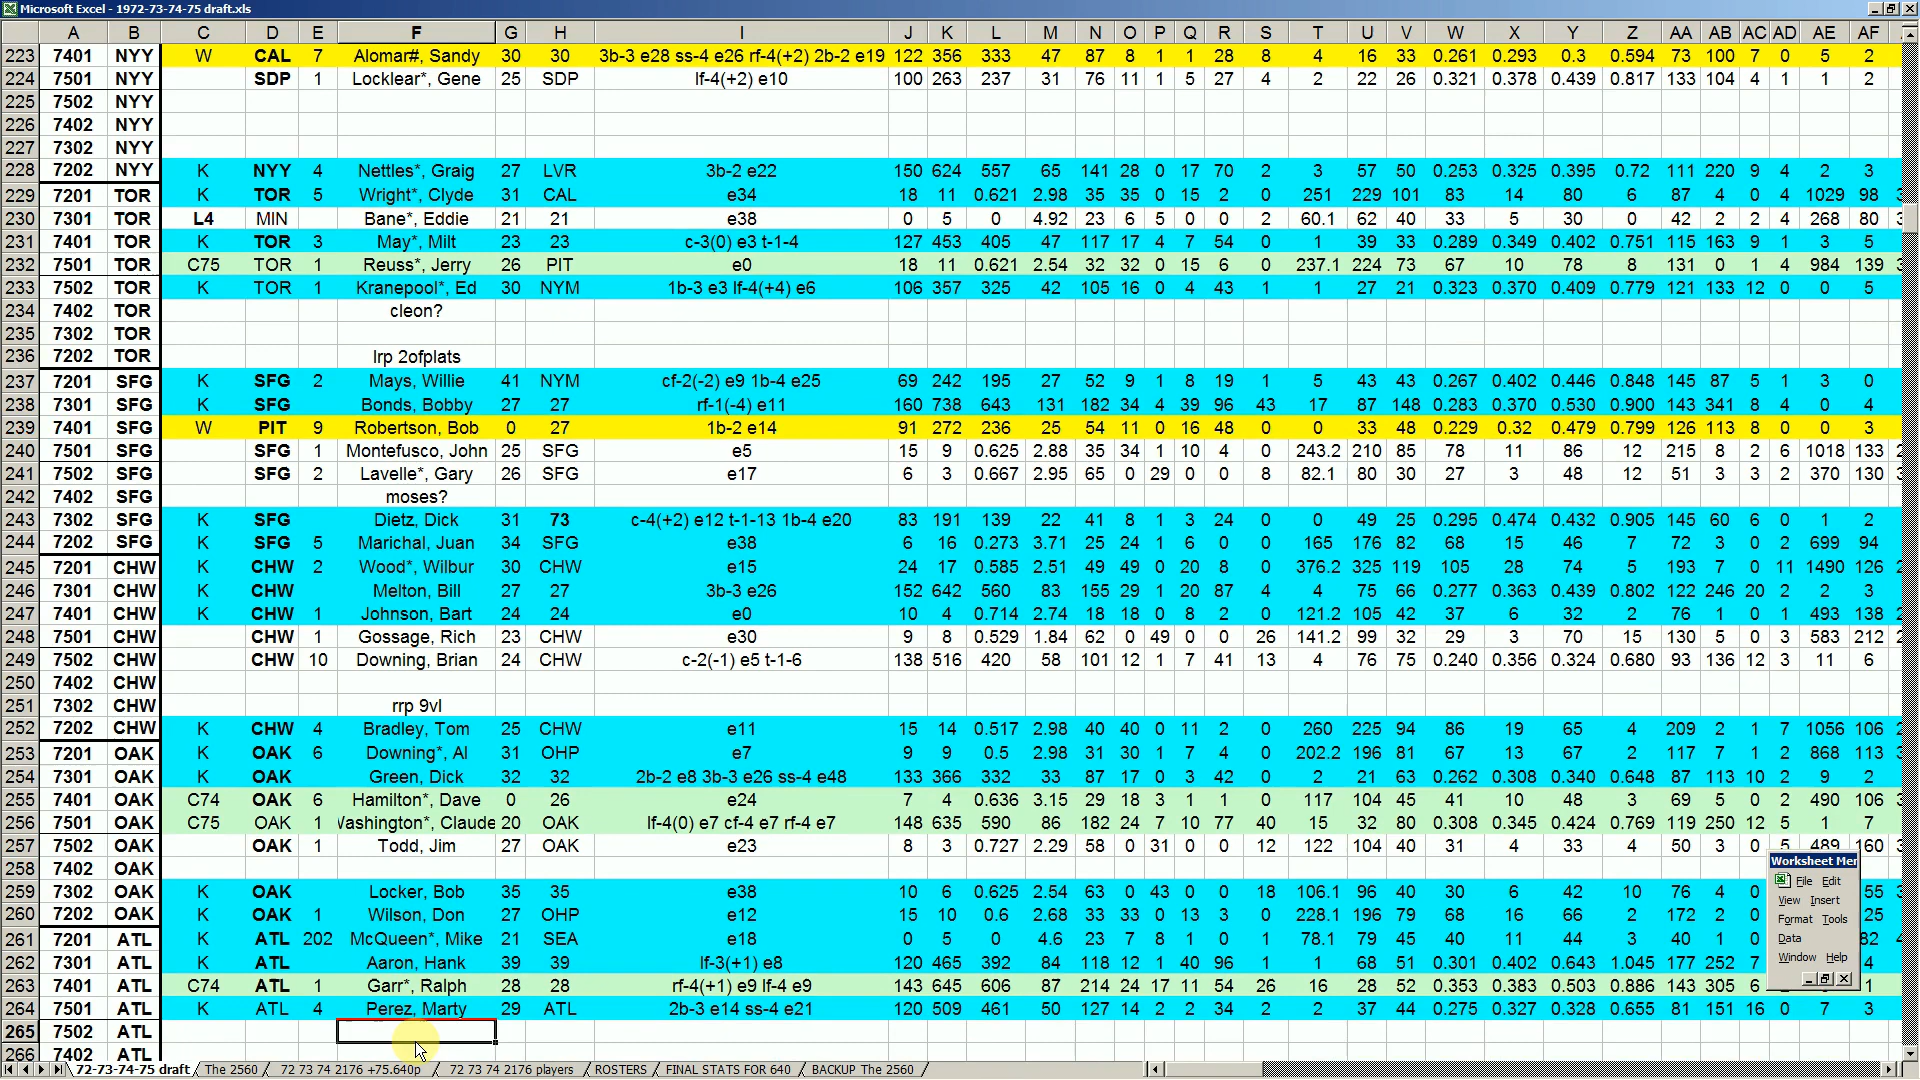 Microsoft Excel - 1972-73-74-75 draft.xls
A B C D E F G H I J K L M N O P Q R S T U V W X Y Z AA AB AC AD AE AF
223 7401 NYY W CAL 7 Alomar#, Sandy 30 30 3b-3 e28 ss-4 e26 rf-4(+2) 2b-2 e19 122 356 333 47 87 8 1 1 28 8 4 16 33 0.261 0.293 0.3 0.594 73 100 7 0 5 2
224 7501 NYY SDP 1 Locklear*, Gene 25 SDP lf-4(+2) e10 100 263 237 31 76 11 1 5 27 4 2 22 26 0.321 0.378 0.439 0.817 133 104 4 1 1 2
225 7502 NYY
226 7402 NYY
227 7302 NYY
228 7202 NYY K NYY 4 Nettles*, Graig 27 LVR 3b-2 e22 150 624 557 65 141 28 0 17 70 2 3 57 50 0.253 0.325 0.395 0.72 111 220 9 4 2 3
229 7201 TOR K TOR 5 Wright*, Clyde 31 CAL e34 18 11 0.621 2.98 35 35 0 15 2 0 251 229 101 83 14 80 6 87 4 0 4 1029 98
230 7301 TOR L4 MIN Bane*, Eddie 21 21 e38 0 5 0 4.92 23 6 5 0 0 2 60.1 62 40 33 5 30 0 42 2 2 4 268 80
231 7401 TOR K TOR 3 May*, Milt 23 23 c-3(0) e3 t-1-4 127 453 405 47 117 17 4 7 54 0 1 39 33 0.289 0.349 0.402 0.751 115 163 9 1 3 5
232 7501 TOR C75 TOR 1 Reuss*, Jerry 26 PIT e0 18 11 0.621 2.54 32 32 0 15 6 0 237.1 224 73 67 10 78 8 131 0 1 4 984 139
233 7502 TOR K TOR 1 Kranepool*, Ed 30 NYM 1b-3 e3 lf-4(+4) e6 106 357 325 42 105 16 0 4 43 1 1 27 21 0.323 0.370 0.409 0.779 121 133 12 0 0 5
234 7402 TOR cleon?
235 7302 TOR
236 7202 TOR lrp 2ofplats
237 7201 SFG K SFG 2 Mays, Willie 41 NYM cf-2(-2) e9 1b-4 e25 69 242 195 27 52 9 1 8 19 1 5 43 43 0.267 0.402 0.446 0.848 145 87 5 1 3 0
238 7301 SFG K SFG Bonds, Bobby 27 27 rf-1(-4) e11 160 738 643 131 182 34 4 39 96 43 17 87 148 0.283 0.370 0.530 0.900 143 341 8 4 0 4
239 7401 SFG W PIT 9 Robertson, Bob 0 27 1b-2 e14 91 272 236 25 54 11 0 16 48 0 0 33 48 0.229 0.32 0.479 0.799 126 113 8 0 0 3
240 7501 SFG SFG 1 Montefusco, John 25 SFG e5 15 9 0.625 2.88 35 34 1 10 4 0 243.2 210 85 78 11 86 12 215 8 2 6 1018 133
241 7502 SFG SFG 2 Lavelle*, Gary 26 SFG e17 6 3 0.667 2.95 65 0 29 0 0 8 82.1 80 30 27 3 48 12 51 3 3 2 370 130
242 7402 SFG moses?
243 7302 SFG K SFG Dietz, Dick 31 73 c-4(+2) e12 t-1-13 1b-4 e20 83 191 139 22 41 8 1 3 24 0 0 49 25 0.295 0.474 0.432 0.905 145 60 6 0 1 2
244 7202 SFG K SFG 5 Marichal, Juan 34 SFG e38 6 16 0.273 3.71 25 24 1 6 0 0 165 176 82 68 15 46 7 72 3 0 2 699 94
245 7201 CHW K CHW 2 Wood*, Wilbur 30 CHW e15 24 17 0.585 2.51 49 49 0 20 8 0 376.2 325 119 105 28 74 5 193 7 0 11 1490 126
246 7301 CHW K CHW Melton, Bill 27 27 3b-3 e26 152 642 560 83 155 29 1 20 87 4 4 75 66 0.277 0.363 0.439 0.802 122 246 20 2 2 3
247 7401 CHW K CHW 1 Johnson, Bart 24 24 e0 10 4 0.714 2.74 18 18 0 8 2 0 121.2 105 42 37 6 32 2 76 1 0 1 493 138
248 7501 CHW CHW 1 Gossage, Rich 23 CHW e30 9 8 0.529 1.84 62 0 49 0 0 26 141.2 99 32 29 3 70 15 130 5 0 3 583 212
249 7502 CHW CHW 10 Downing, Brian 24 CHW c-2(-1) e5 t-1-6 138 516 420 58 101 12 1 7 41 13 4 76 75 0.240 0.356 0.324 0.680 93 136 12 3 11 6
250 7402 CHW
251 7302 CHW rrp 9vl
252 7202 CHW K CHW 4 Bradley, Tom 25 CHW e11 15 14 0.517 2.98 40 40 0 11 2 0 260 225 94 86 19 65 4 209 2 1 7 1056 106
253 7201 OAK K OAK 6 Downing*, Al 31 OHP e7 9 9 0.5 2.98 31 30 1 7 4 0 202.2 196 81 67 13 67 2 117 7 1 2 868 113
254 7301 OAK K OAK Green, Dick 32 32 2b-2 e8 3b-3 e26 ss-4 e48 133 366 332 33 87 17 0 3 42 0 2 21 63 0.262 0.308 0.340 0.648 87 113 10 2 9 2
255 7401 OAK C74 OAK 6 Hamilton*, Dave 0 26 e24 7 4 0.636 3.15 29 18 3 1 1 0 117 104 45 41 10 48 3 69 5 0 2 490 106
256 7501 OAK C75 OAK 1 Washington*, Claude 20 OAK lf-4(0) e7 cf-4 e7 rf-4 e7 148 635 590 86 182 24 7 10 77 40 15 32 80 0.308 0.345 0.424 0.769 119 250 12 5 1 7
257 7502 OAK OAK 1 Todd, Jim 27 OAK e23 8 3 0.727 2.29 58 0 31 0 0 12 122 104 40 31 4 33 4 50 3 0 5 489 160
258 7402 OAK
259 7302 OAK K OAK Locker, Bob 35 35 e38 10 6 0.625 2.54 63 0 43 0 0 18 106.1 96 40 30 6 42 10 76 4 0 55
260 7202 OAK K OAK 1 Wilson, Don 27 OHP e12 15 10 0.6 2.68 33 33 0 13 3 0 228.1 196 79 68 16 66 2 172 2 0 25
261 7201 ATL K ATL 202 McQueen*, Mike 21 SEA e18 0 5 0 4.6 23 7 8 1 0 1 78.1 79 45 40 11 44 3 40 1 0 82
262 7301 ATL K ATL Aaron, Hank 39 39 lf-3(+1) e8 120 465 392 84 118 12 1 40 96 1 1 68 51 0.301 0.402 0.643 1.045 177 252 7 4
263 7401 ATL C74 ATL 1 Garr*, Ralph 28 28 rf-4(+1) e9 lf-4 e9 143 645 606 87 214 24 17 11 54 26 16 28 52 0.353 0.383 0.503 0.886 143 305 6 1
264 7501 ATL K ATL 4 Perez, Marty 29 ATL 2b-3 e14 ss-4 e21 120 509 461 50 127 14 2 2 34 2 2 37 44 0.275 0.327 0.328 0.655 81 151 16 0 7 3
265 7502 ATL
266 7402 ATL
Worksheet Mer
File Edit
View Insert
Format Tools
Data
Window Help
72-73-74-75 draft The 2560 72 73 74 2176 +75.640p 72 73 74 2176 players ROSTERS FINAL STATS FOR 640 BACKUP The 2560